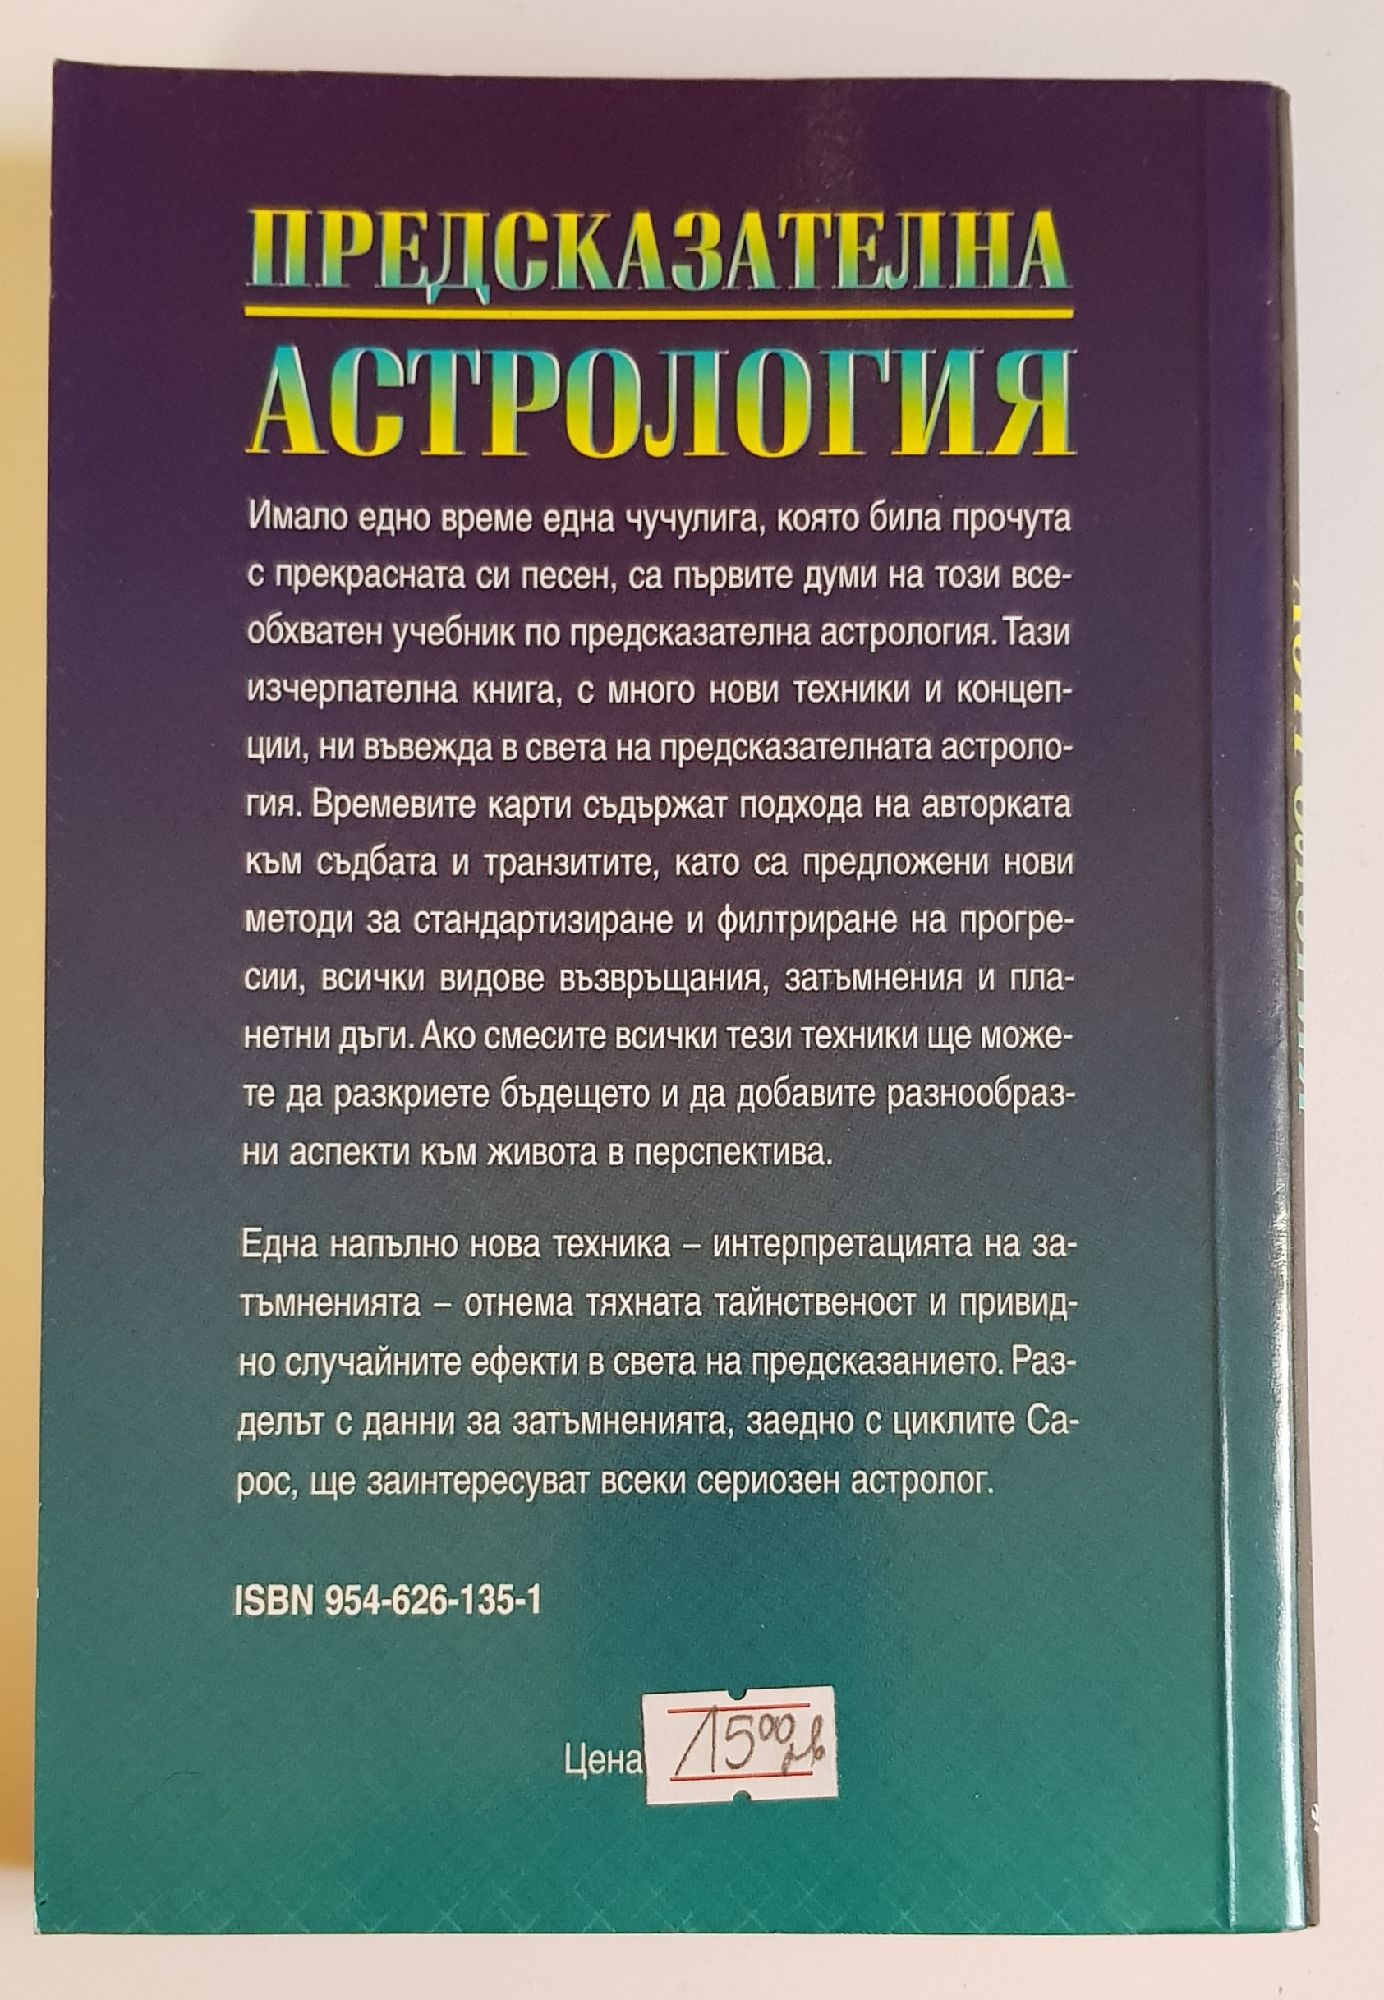 ПРЕДСКАЗАТЕЛНА
АСТРОЛОГИЯ
Имало едно време една чучулига, която била прочута
с прекрасната си песен, са първите думи на този все-
обхватен учебник по предсказателна астрология. Тази
изчерпателна книга, с много нови техники и концеп-
ции, ни въвежда в света на предсказателната астроло-
гия. Времевите карти съдържат подхода на авторката
към съдбата и транзитите, като са предложени нови
методи за стандартизиране и филтриране на прогре-
сии, всички видове възвръщания, затъмнения и пла-
нетни дъги. Ако смесите всички тези техники ще може-
те да разкриете бъдещето и да добавите разнообраз-
ни аспекти към живота в перспектива.
Една напълно нова техника – интерпретацията на за-
тъмненията – отнема тяхната тайнственост и привид-
но случайните ефекти в света на предсказанието. Раз-
делът с данни за затъмненията, заедно с циклите Са-
рос, ще заинтересуват всеки сериозен астролог.
ISBN 954-626-135-1
Цена 15 00 лв